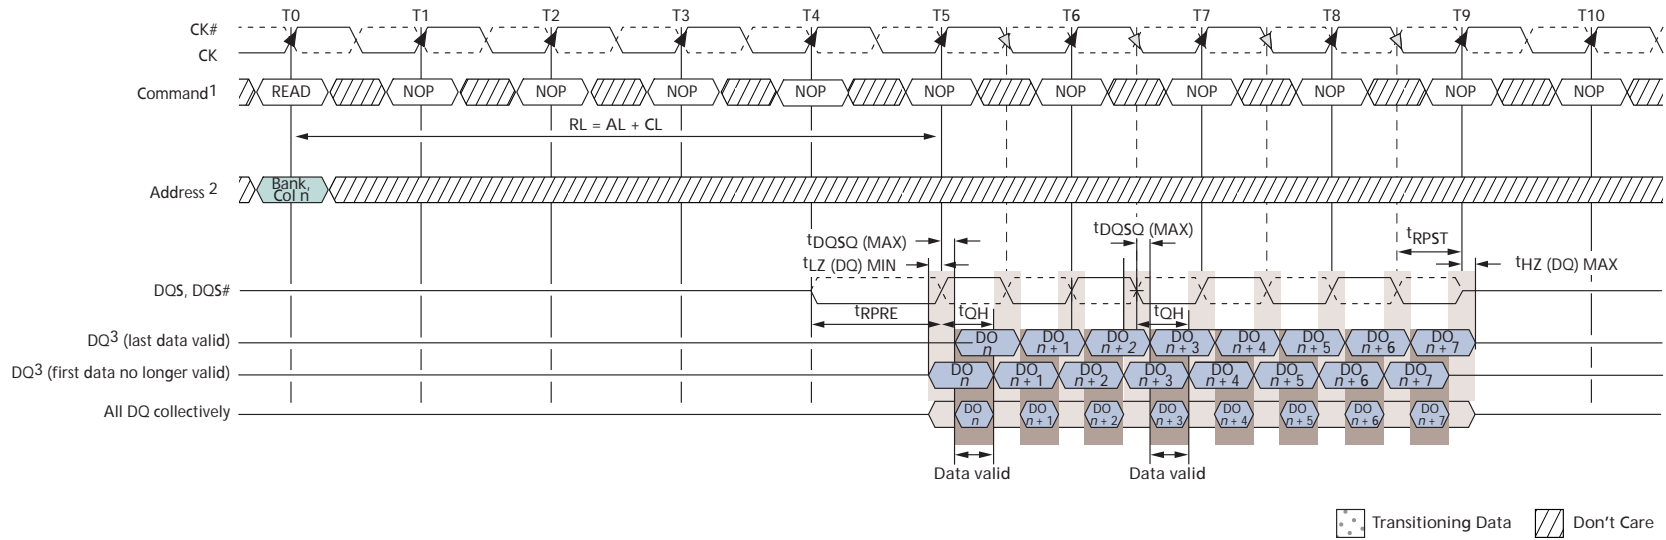 T0 T1 T2 T3 T4 T5 T6 T7 T8 T9 T10
CK#
CK
Command1 READ NOP NOP NOP NOP NOP NOP NOP NOP NOP NOP
RL = AL + CL
Address 2 Bank, Col n
tDQSQ (MAX) tDQSQ (MAX) tRPST
tLZ (DQ) MIN tHZ (DQ) MAX
DQS, DQS#
tRPRE tQH tQH
DQ3 (last data valid) DO n DO n + 1 DO n + 2 DO n + 3 DO n + 4 DO n + 5 DO n + 6 DO n + 7
DQ3 (first data no longer valid) DO n DO n + 1 DO n + 2 DO n + 3 DO n + 4 DO n + 5 DO n + 6 DO n + 7
All DQ collectively DO n DO n + 1 DO n + 2 DO n + 3 DO n + 4 DO n + 5 DO n + 6 DO n + 7
Data valid Data valid
Transitioning Data Don't Care